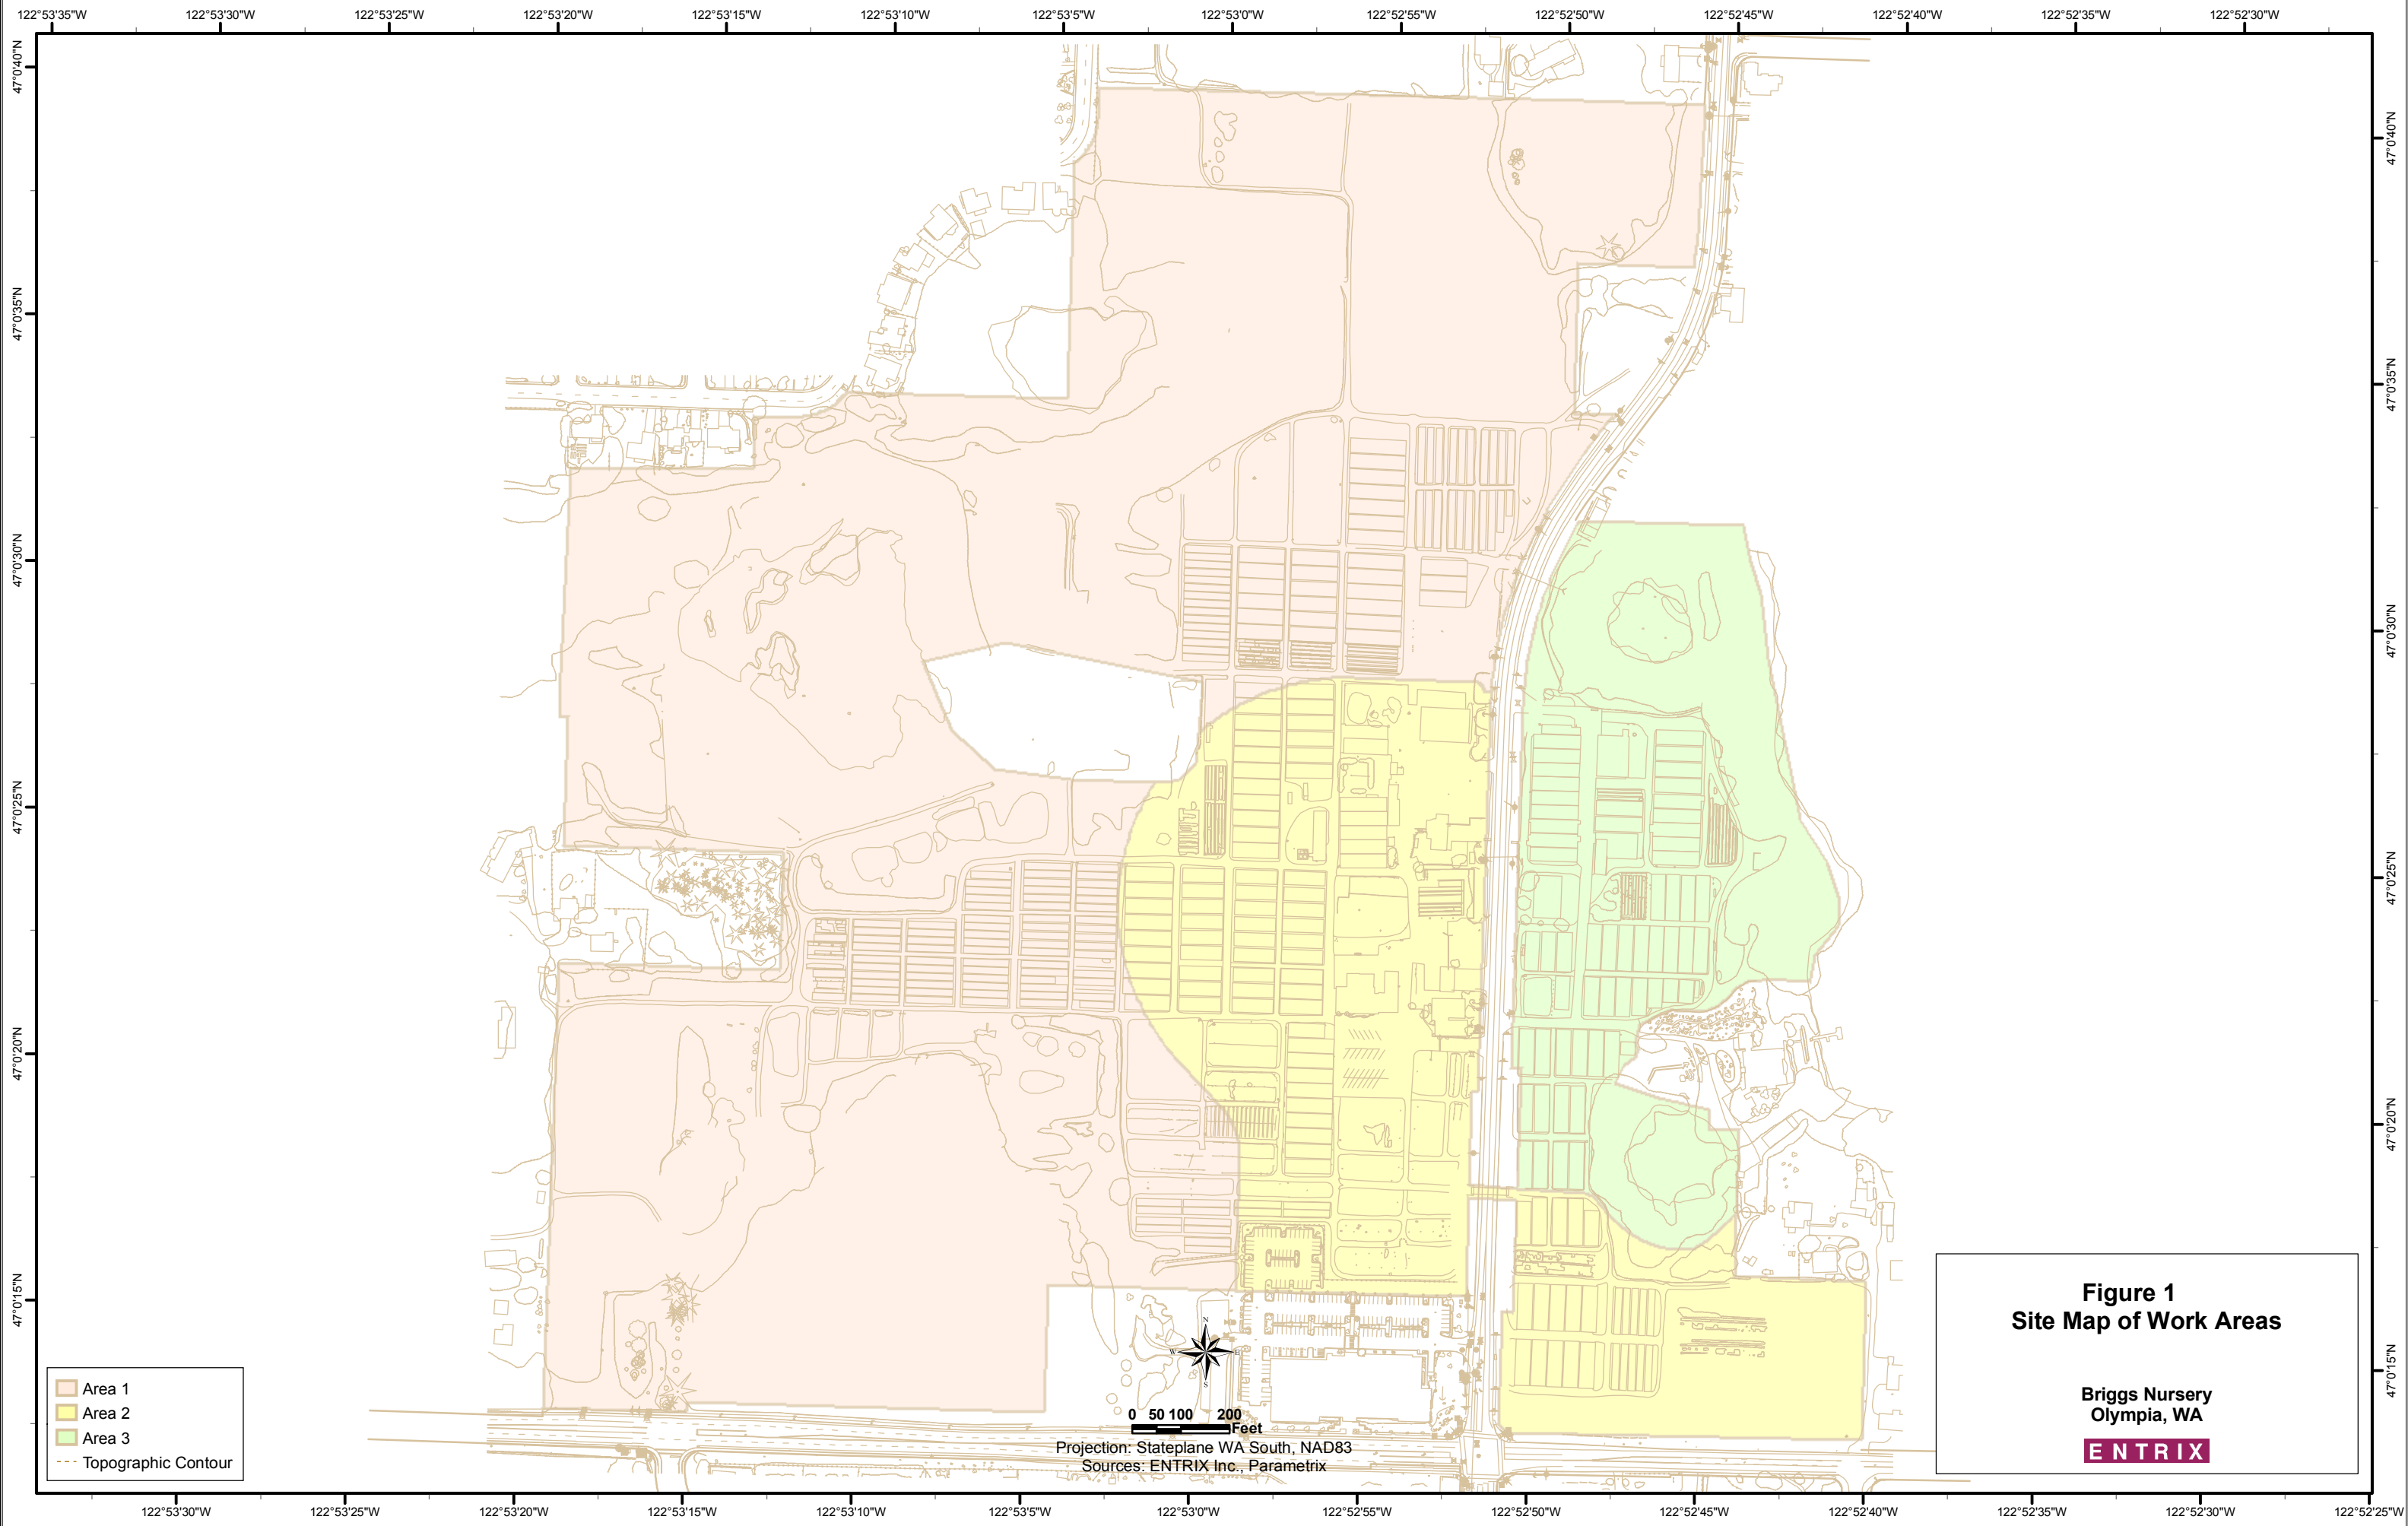 122°53'35"W 122°53'30"W 122°53'25"W 122°53'20"W 122°53'15"W 122°53'10"W 122°53'5"W 122°53'0"W 122°52'55"W 122°52'50"W 122°52'45"W 122°52'40"W 122°52'35"W 122°52'30"W
47°0'40"N
47°0'35"N
47°0'30"N
47°0'25"N
47°0'20"N
47°0'15"N
47°0'40"N
47°0'35"N
47°0'30"N
47°0'25"N
47°0'20"N
47°0'15"N
Area 1
Area 2
Area 3
Topographic Contour
N
W E
S
0 50 100 200
Feet
Projection: Stateplane WA South, NAD83
Sources: ENTRIX Inc., Parametrix
Figure 1
Site Map of Work Areas
Briggs Nursery
Olympia, WA
ENTRIX
122°53'30"W 122°53'25"W 122°53'20"W 122°53'15"W 122°53'10"W 122°53'5"W 122°53'0"W 122°52'55"W 122°52'50"W 122°52'45"W 122°52'40"W 122°52'35"W 122°52'30"W 122°52'25"W